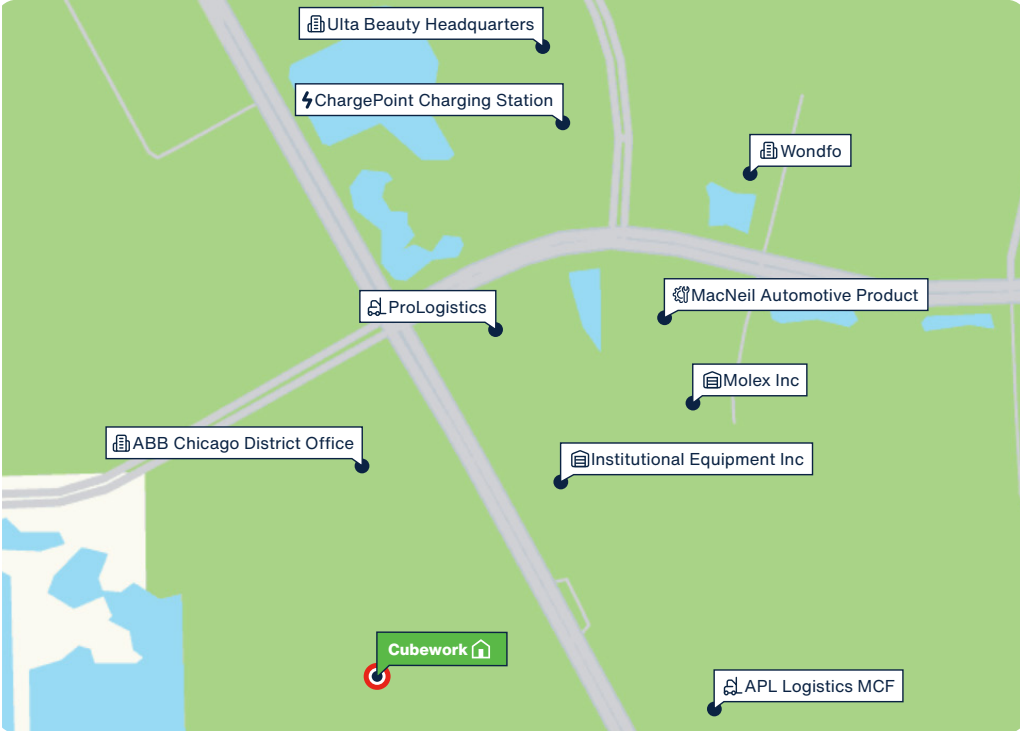 Ulta Beauty Headquarters
ChargePoint Charging Station
Wondfo
MacNeil Automotive Product
ProLogistics
Molex Inc
ABB Chicago District Office
Institutional Equipment Inc
Cubework
APL Logistics MCF